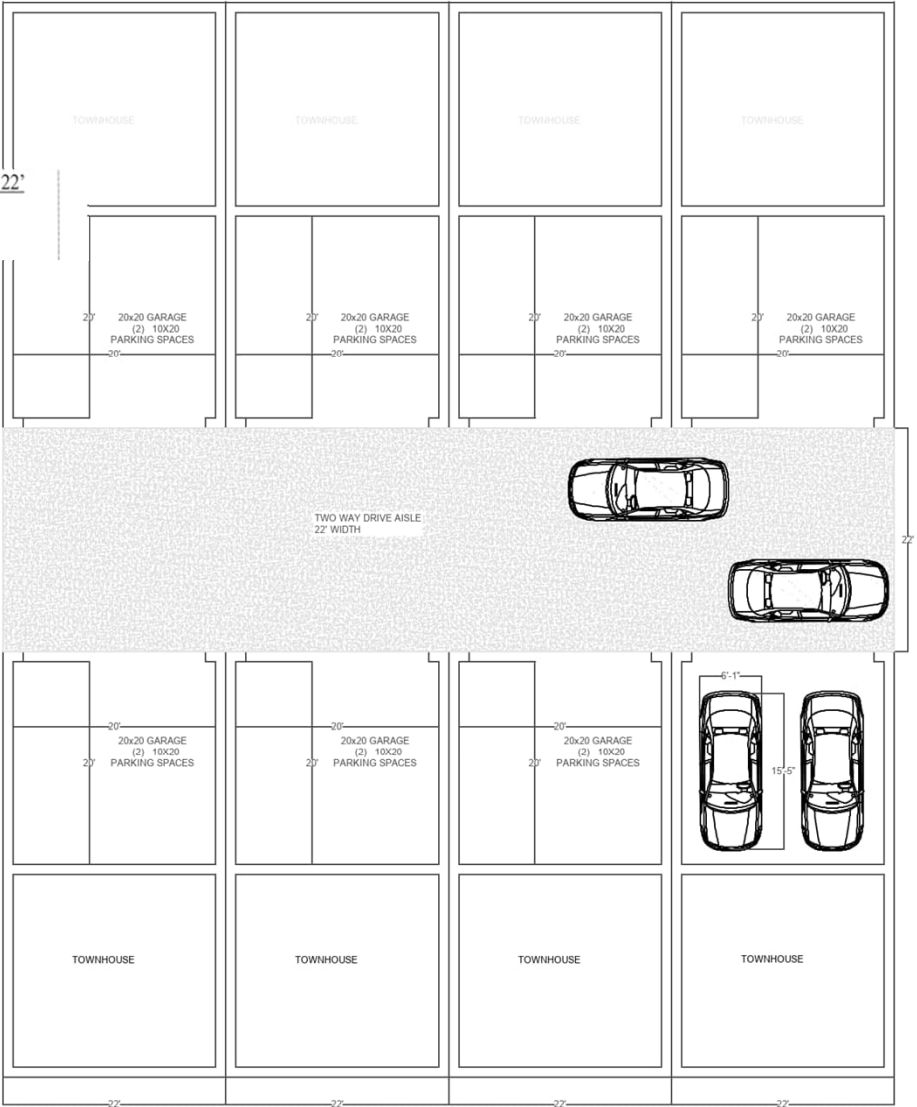 TOWNHOUSE
TOWNHOUSE
TOWNHOUSE
TOWNHOUSE
22’
20'
20x20 GARAGE
(2) 10X20
PARKING SPACES
20'
20'
20x20 GARAGE
(2) 10X20
PARKING SPACES
20'
20'
20x20 GARAGE
(2) 10X20
PARKING SPACES
20'
20'
20x20 GARAGE
(2) 10X20
PARKING SPACES
20'
TWO WAY DRIVE AISLE
22' WIDTH
22'
20'
20x20 GARAGE
(2) 10X20
PARKING SPACES
20'
20'
20x20 GARAGE
(2) 10X20
PARKING SPACES
20'
20'
20x20 GARAGE
(2) 10X20
PARKING SPACES
20'
6'-1"
15'-5"
TOWNHOUSE
TOWNHOUSE
TOWNHOUSE
TOWNHOUSE
22'
22'
22'
22'